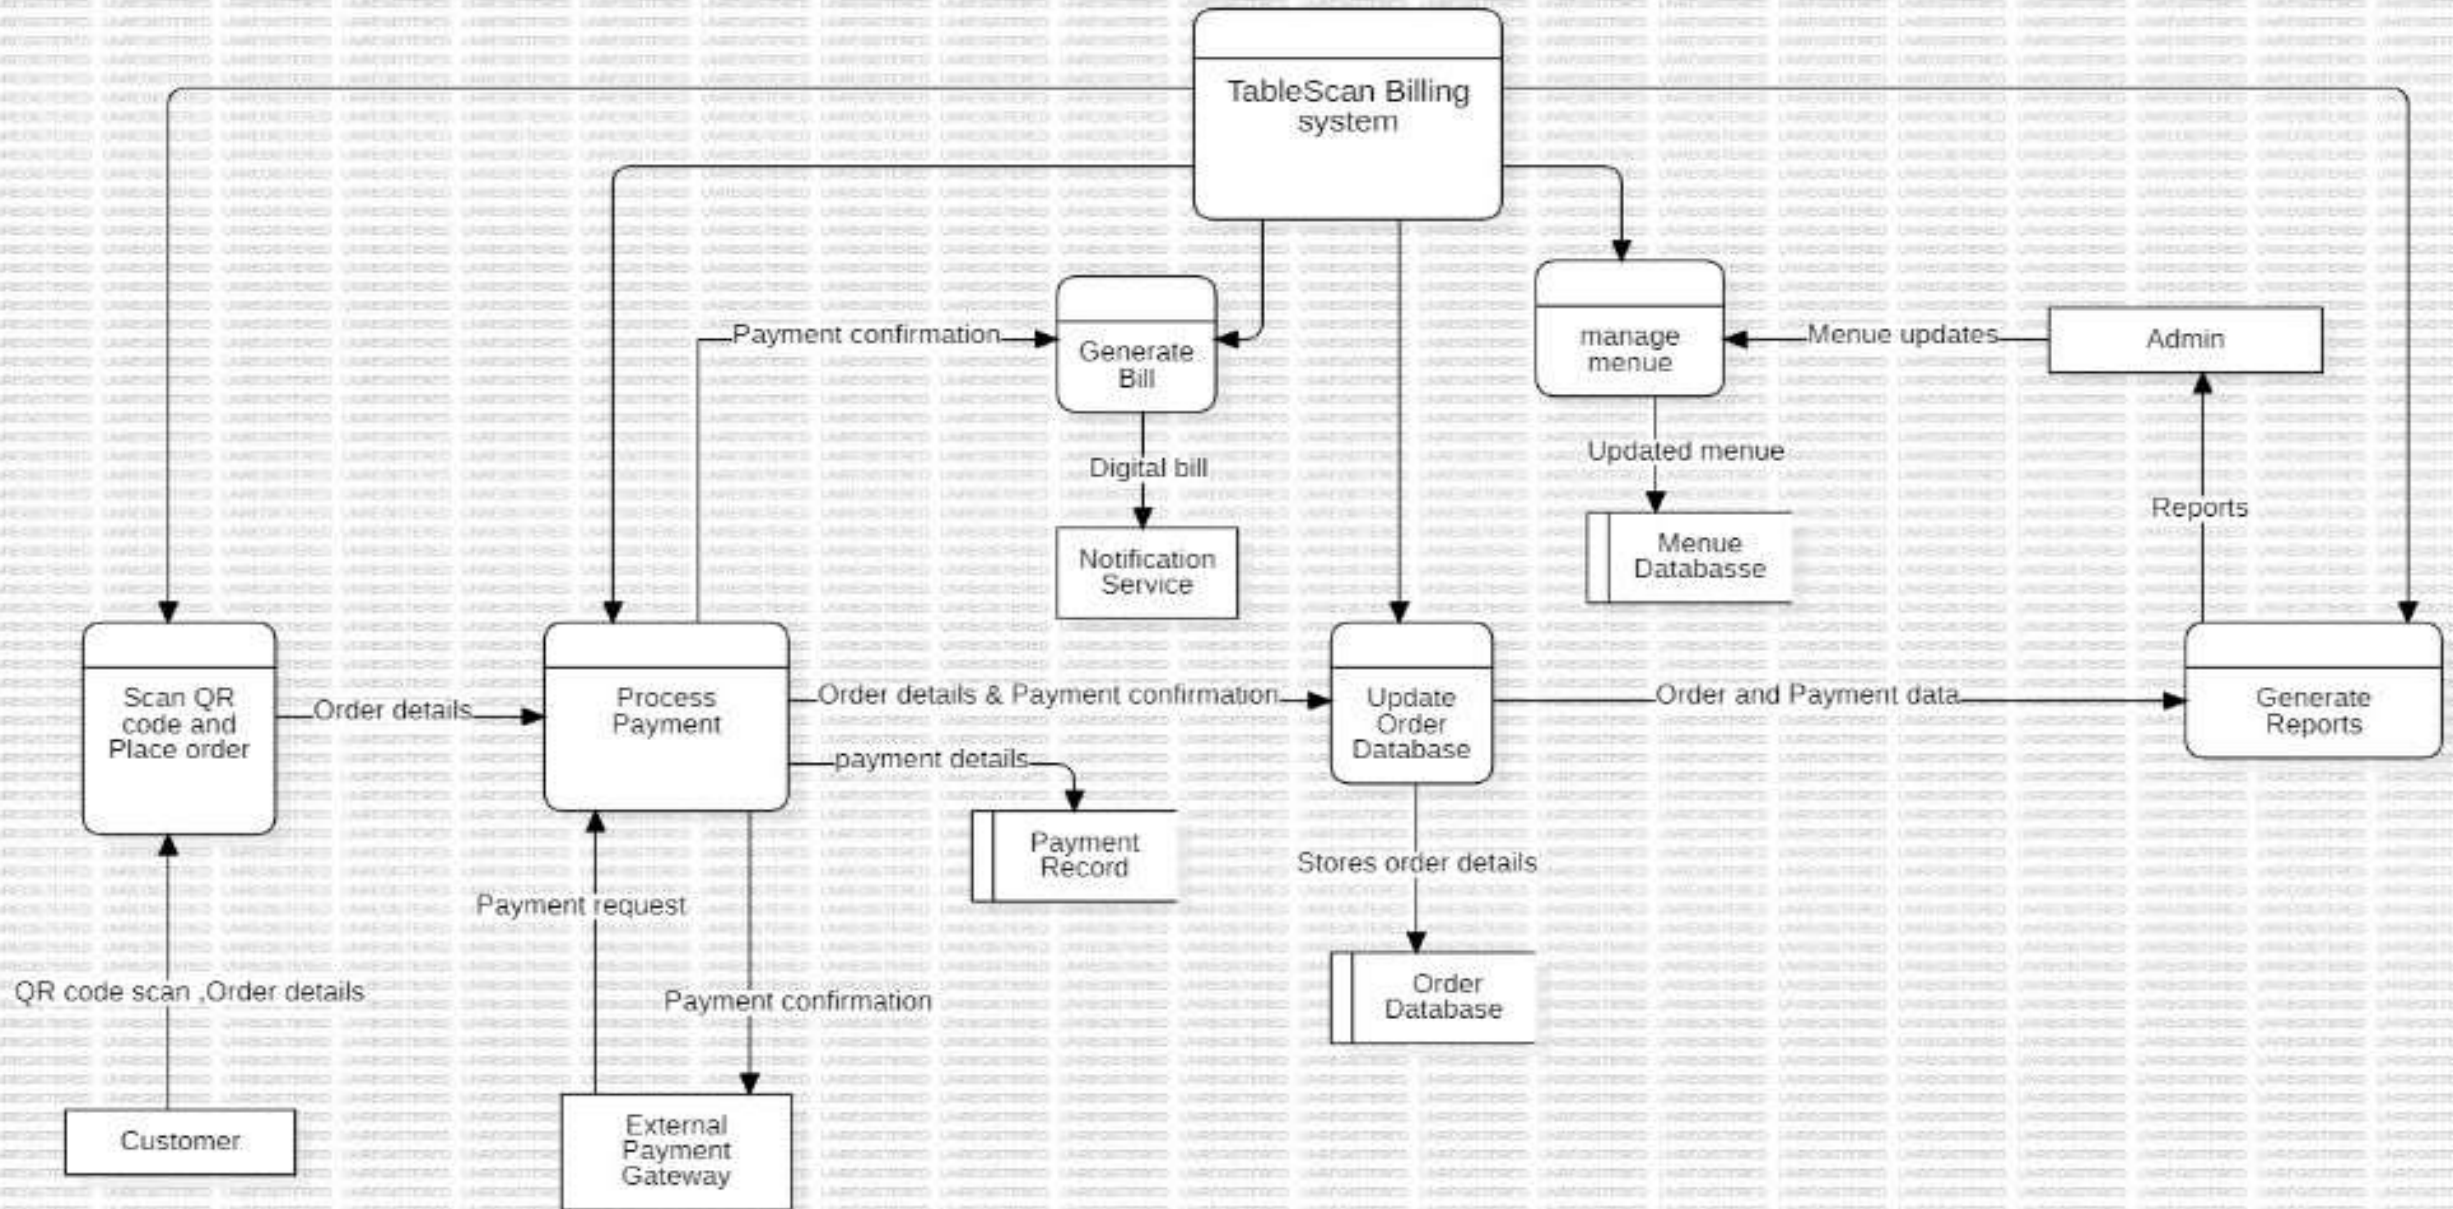 TableScan Billing
system
Payment confirmation
Generate
Bill
manage
menue
Menue updates
Admin
Digital bill
Updated menue
Reports
Notification
Service
Menue
Databasse
Scan QR
code and
Place order
Order details
Process
Payment
Order details & Payment confirmation
Update
Order
Database
Order and Payment data
Generate
Reports
payment details
Payment
Record
Stores order details
Payment request
QR code scan ,Order details
Payment confirmation
Order
Database
Customer
External
Payment
Gateway
UNREGISTERED